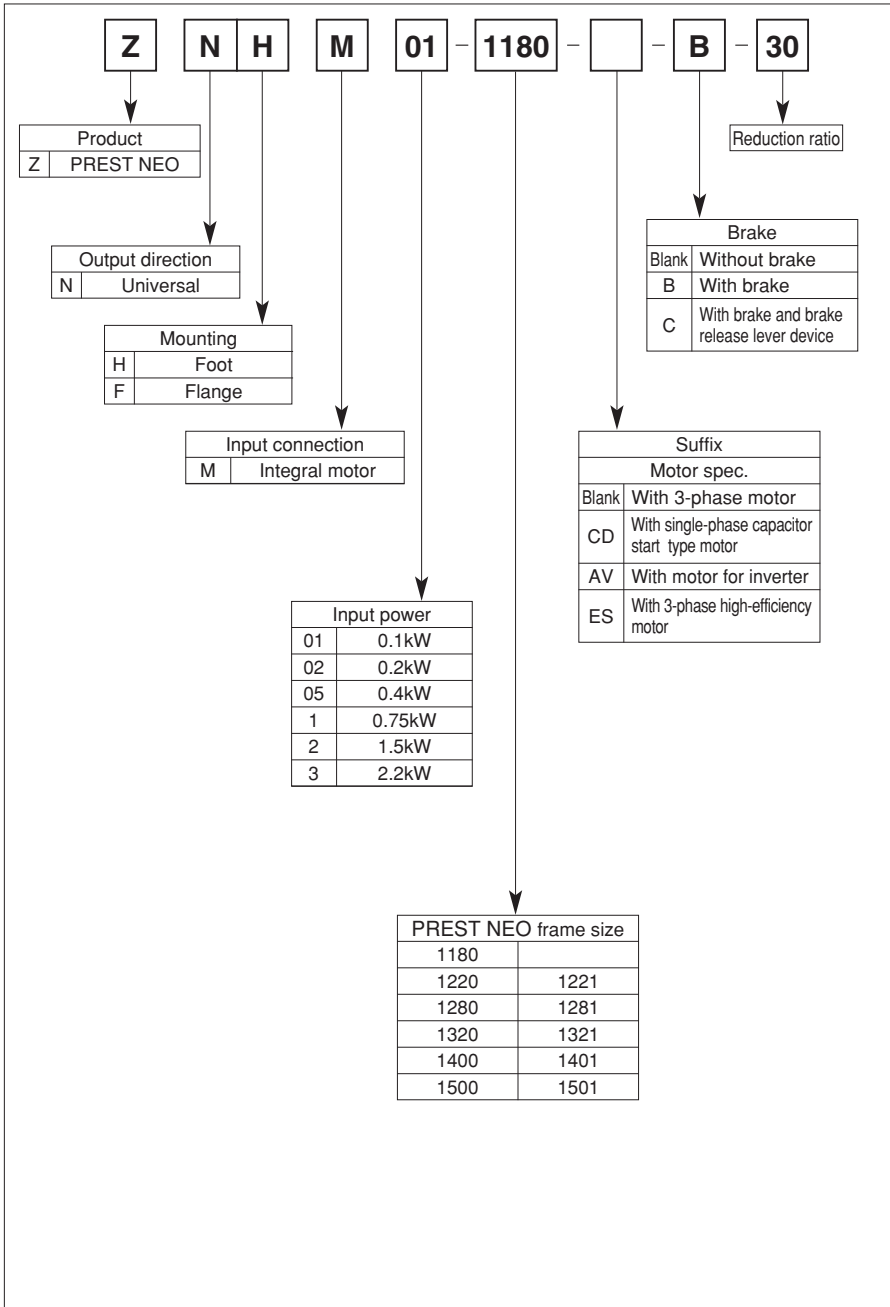 Z N H M 01 – 1180 – – B – 30
Product
Z PREST NEO
Reduction ratio
Output direction
N Universal
Brake
Blank Without brake
B With brake
C With brake and brake
release lever device
Mounting
H Foot
F Flange
Input connection
M Integral motor
Suffix
Motor spec.
Blank With 3-phase motor
CD With single-phase capacitor
start type motor
AV With motor for inverter
ES With 3-phase high-efficiency
motor
Input power
01 0.1kW
02 0.2kW
05 0.4kW
1 0.75kW
2 1.5kW
3 2.2kW
PREST NEO frame size
1180
1220 1221
1280 1281
1320 1321
1400 1401
1500 1501